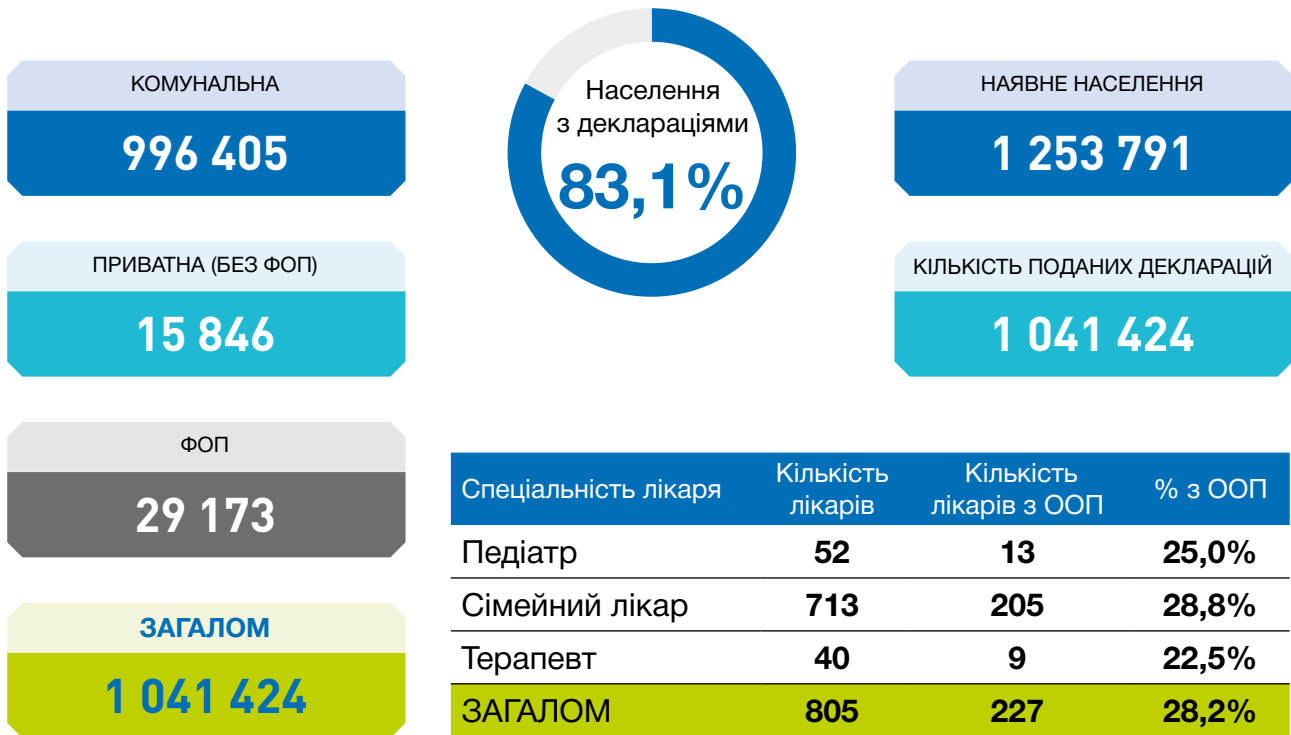 КОМУНАЛЬНА
996 405
ПРИВАТНА (БЕЗ ФОП)
15 846
ФОП
29 173
ЗАГАЛОМ
1 041 424
Населення
з деклараціями
83,1%
НАЯВНЕ НАСЕЛЕННЯ
1 253 791
КІЛЬКІСТЬ ПОДАНИХ ДЕКЛАРАЦІЙ
1 041 424
Спеціальність лікаря Кількість лікарів Кількість лікарів з ООП % з ООП
Педіатр 52 13 25,0%
Сімейний лікар 713 205 28,8%
Терапевт 40 9 22,5%
ЗАГАЛОМ 805 227 28,2%